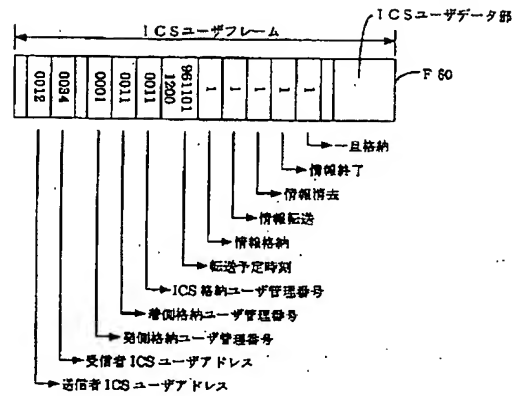 ICSユーザフレーム
ICSユーザデータ部
F 80
0012
0034
0001
0011
0011
961101
1200
1
1
1
1
1
一旦格納
情報終了
情報消去
情報転送
情報格納
転送予定時刻
ICS格納ユーザ管理番号
着側格納ユーザ管理番号
発側格納ユーザ管理番号
受信者ICSユーザアドレス
送信者ICSユーザアドレス